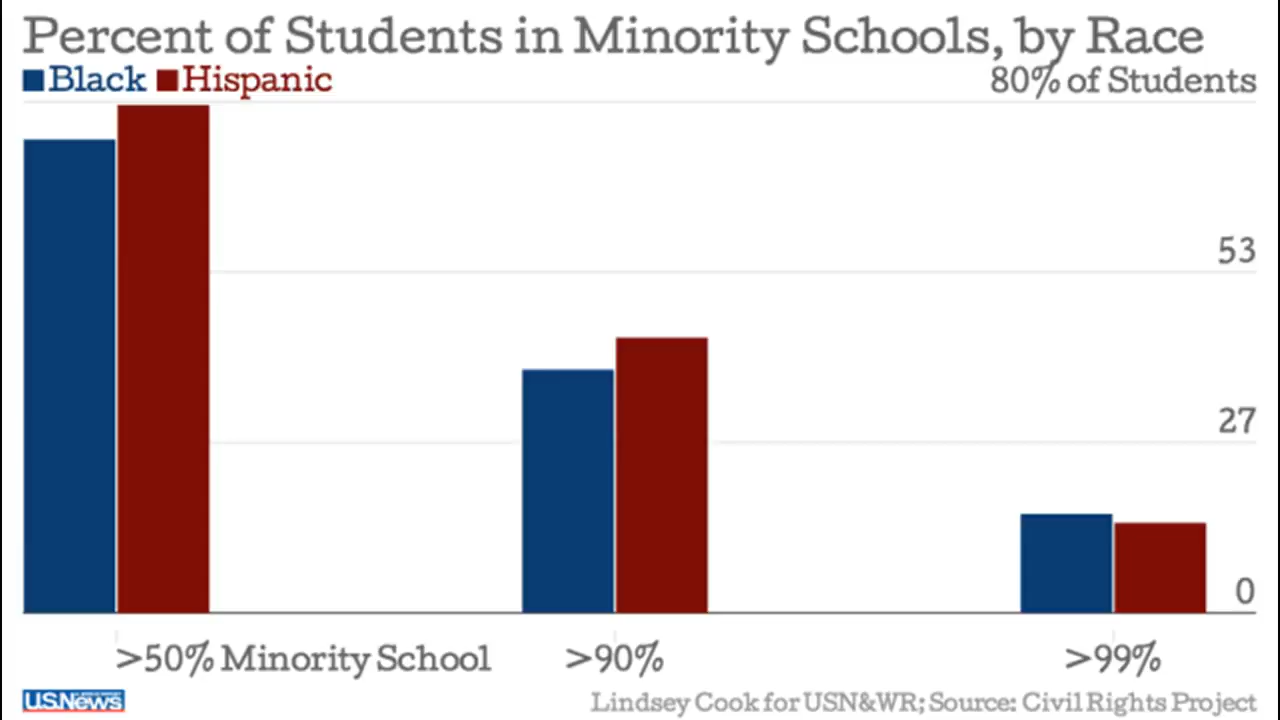 Percent of Students in Minority Schools, by Race
Black Hispanic 80% of Students
53
27
0
>50% Minority School >90% >99%
U.S.News Lindsey Cook for USN&WR; Source: Civil Rights Project